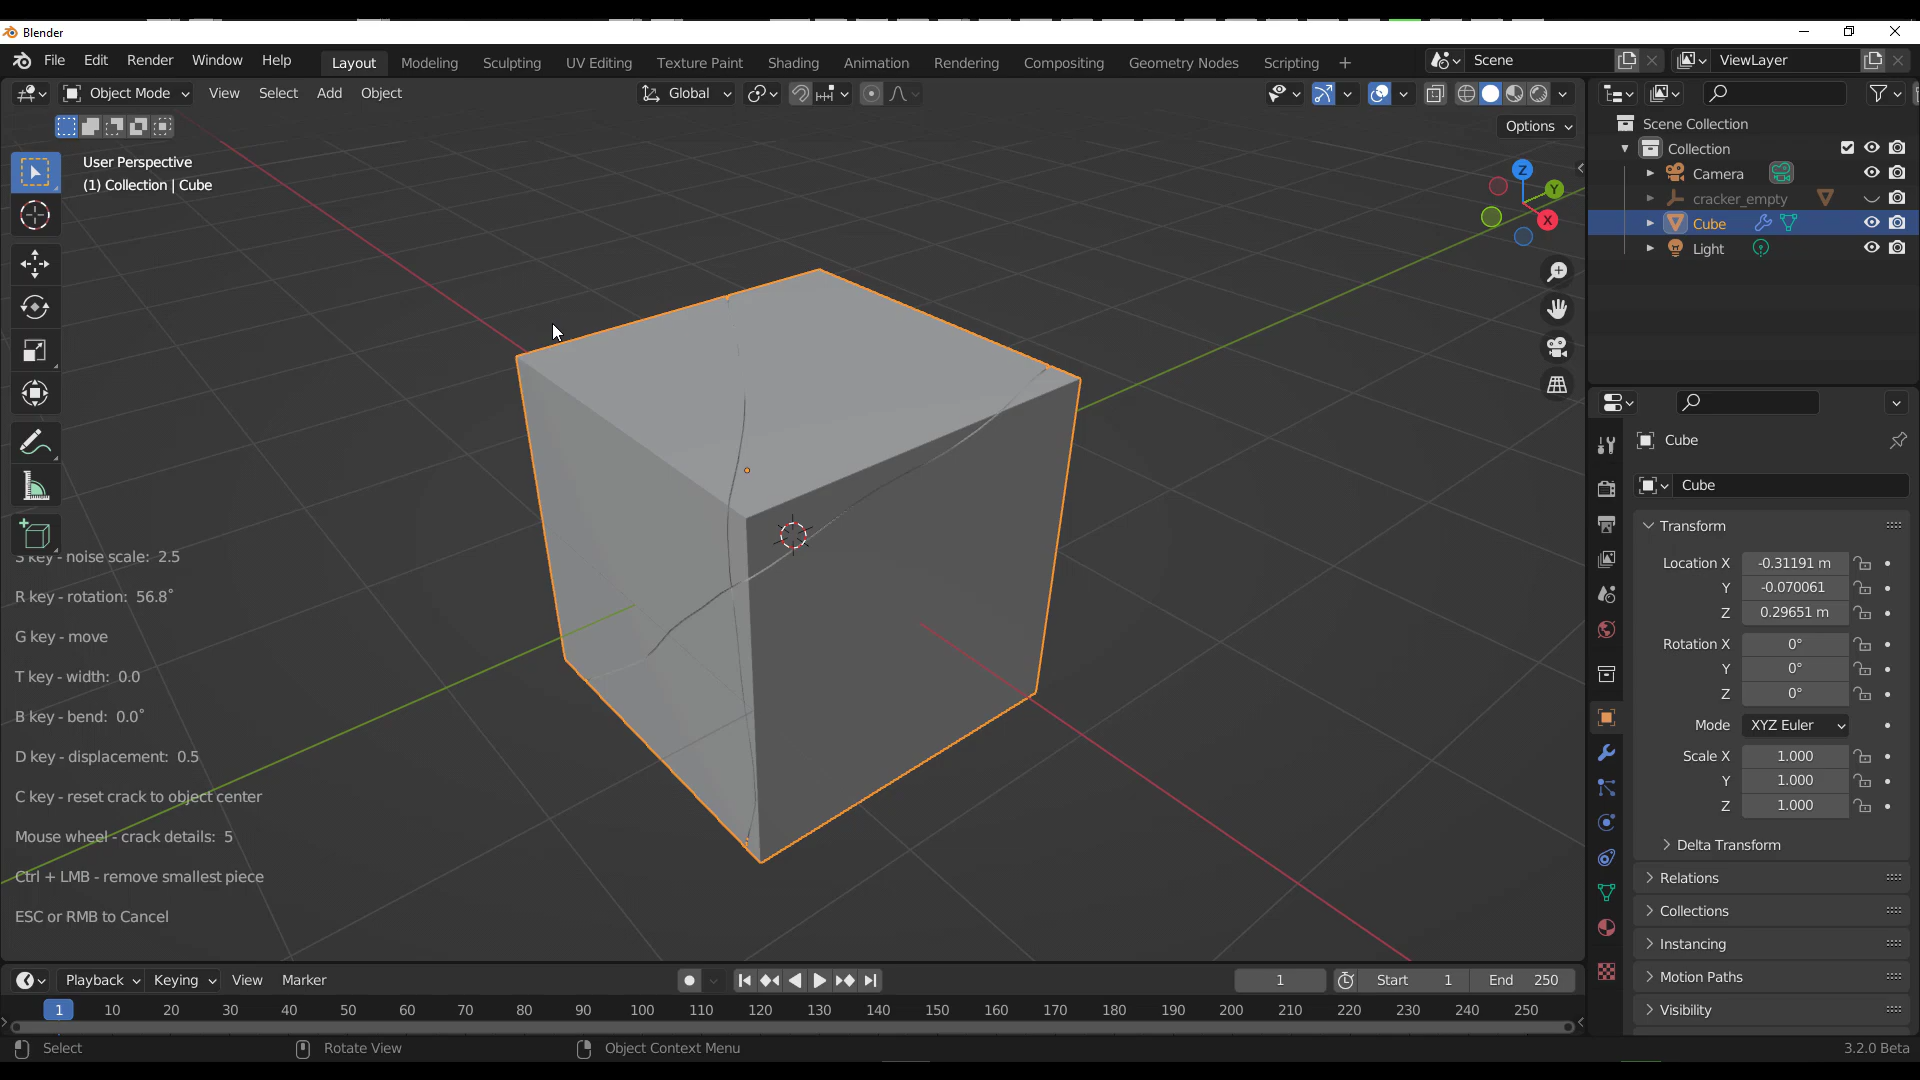 Blender
File Edit Render Window Help Layout Modeling Sculpting UV Editing Texture Paint Shading Animation Rendering Compositing Geometry Nodes Scripting + Scene ViewLayer
Object Mode View Select Add Object Global
Options
User Perspective
(1) Collection | Cube
Z
Y
X
S key - noise scale: 2.5
R key - rotation: 56.8°
G key - move
T key - width: 0.0
B key - bend: 0.0°
D key - displacement: 0.5
C key - reset crack to object center
Mouse wheel - crack details: 5
Ctrl + LMB - remove smallest piece
ESC or RMB to Cancel
Scene Collection
Collection
Camera
cracker_empty
Cube
Light
Cube
Cube
Transform
Location X -0.31191 m
Y -0.070061
Z 0.29651 m
Rotation X 0°
Y 0°
Z 0°
Mode XYZ Euler
Scale X 1.000
Y 1.000
Z 1.000
Delta Transform
Relations
Collections
Instancing
Motion Paths
Visibility
Playback Keying View Marker 1 Start 1 End 250
1 10 20 30 40 50 60 70 80 90 100 110 120 130 140 150 160 170 180 190 200 210 220 230 240 250
Select Rotate View Object Context Menu 3.2.0 Beta